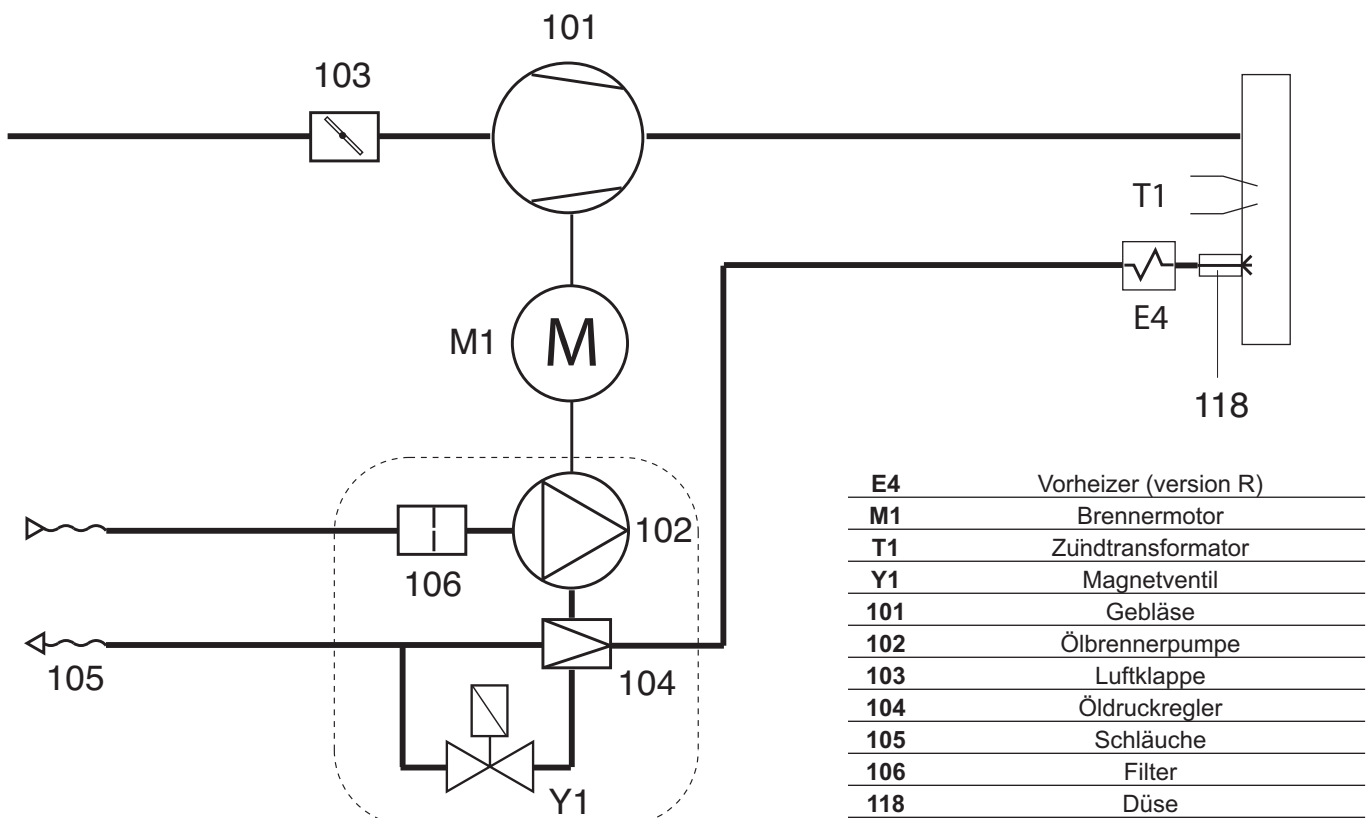 101
103
T1
E4
M1
M
118
102
106
105
104
Y1
E4 Vorheizer (version R)
M1 Brennermotor
T1 Zündtransformator
Y1 Magnetventil
101 Gebläse
102 Ölbrennerpumpe
103 Luftklappe
104 Öldruckregler
105 Schläuche
106 Filter
118 Düse